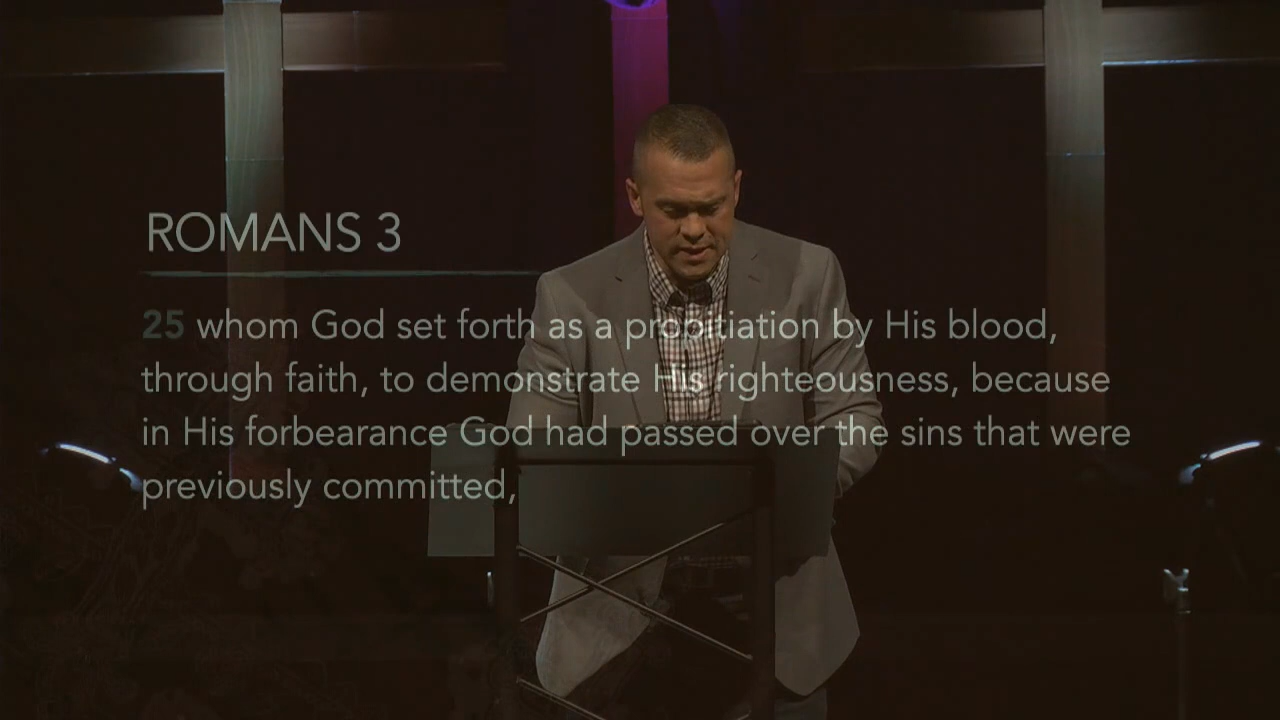 ROMANS 3
25 whom God set forth as a propitiation by His blood,
through faith, to demonstrate His righteousness, because
in His forbearance God had passed over the sins that were
previously committed,